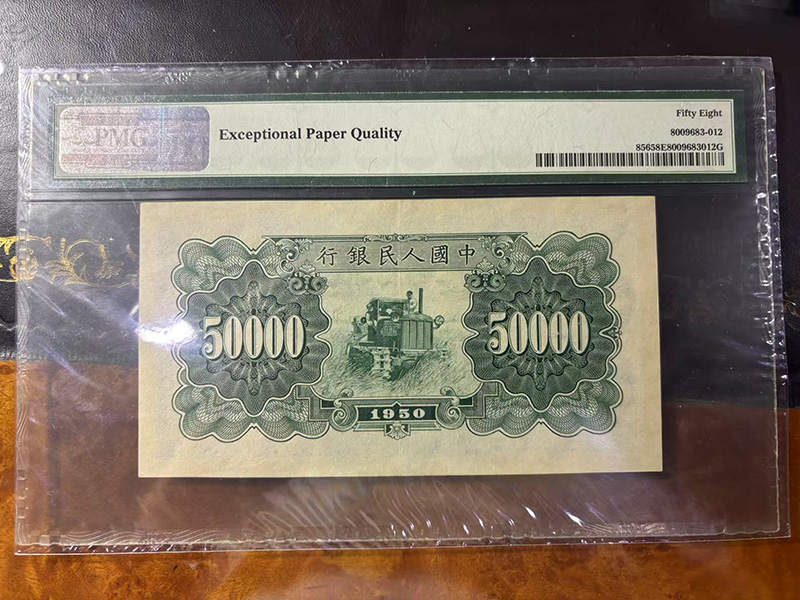 PMG
Exceptional Paper Quality
Fifty Eight
8009683-012
85658E8009683012G
行銀民人國中
50000
50000
1950